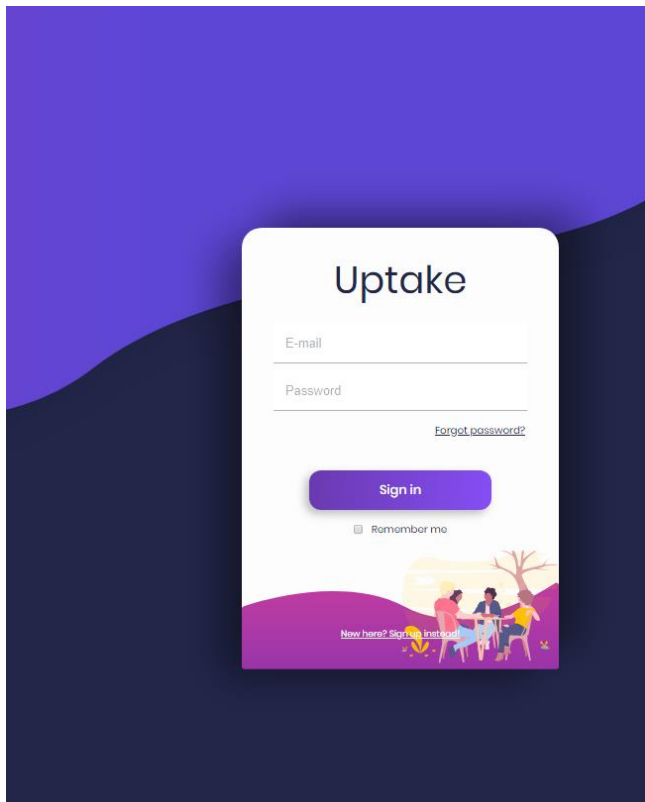 Uptake
E-mail
Password
Forgot password?
Sign in
Remember me
New here? Sign up instead!